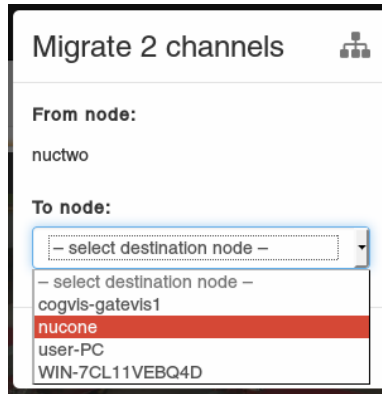 Migrate 2 channels
From node:
nuctwo
To node:
– select destination node –
– select destination node –
cogvis-gatevis1
nucone
user-PC
WIN-7CL11VEBQ4D